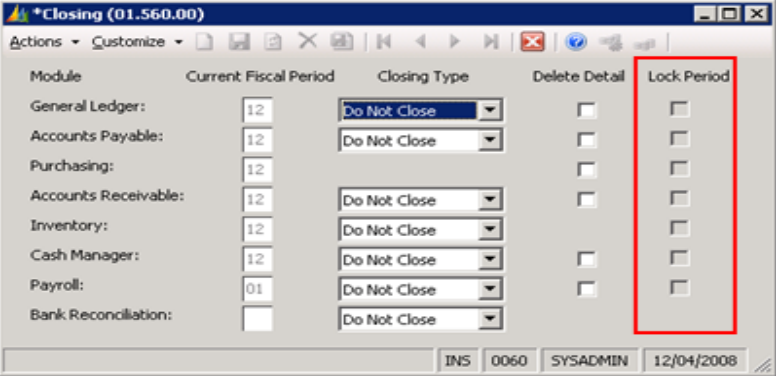 *Closing (01.560.00)
Actions Customize
Module Current Fiscal Period Closing Type Delete Detail Lock Period
General Ledger: 12 Do Not Close
Accounts Payable: 12 Do Not Close
Purchasing: 12
Accounts Receivable: 12 Do Not Close
Inventory: 12 Do Not Close
Cash Manager: 12 Do Not Close
Payroll: 01 Do Not Close
Bank Reconciliation: Do Not Close
INS 0060 SYSADMIN 12/04/2008